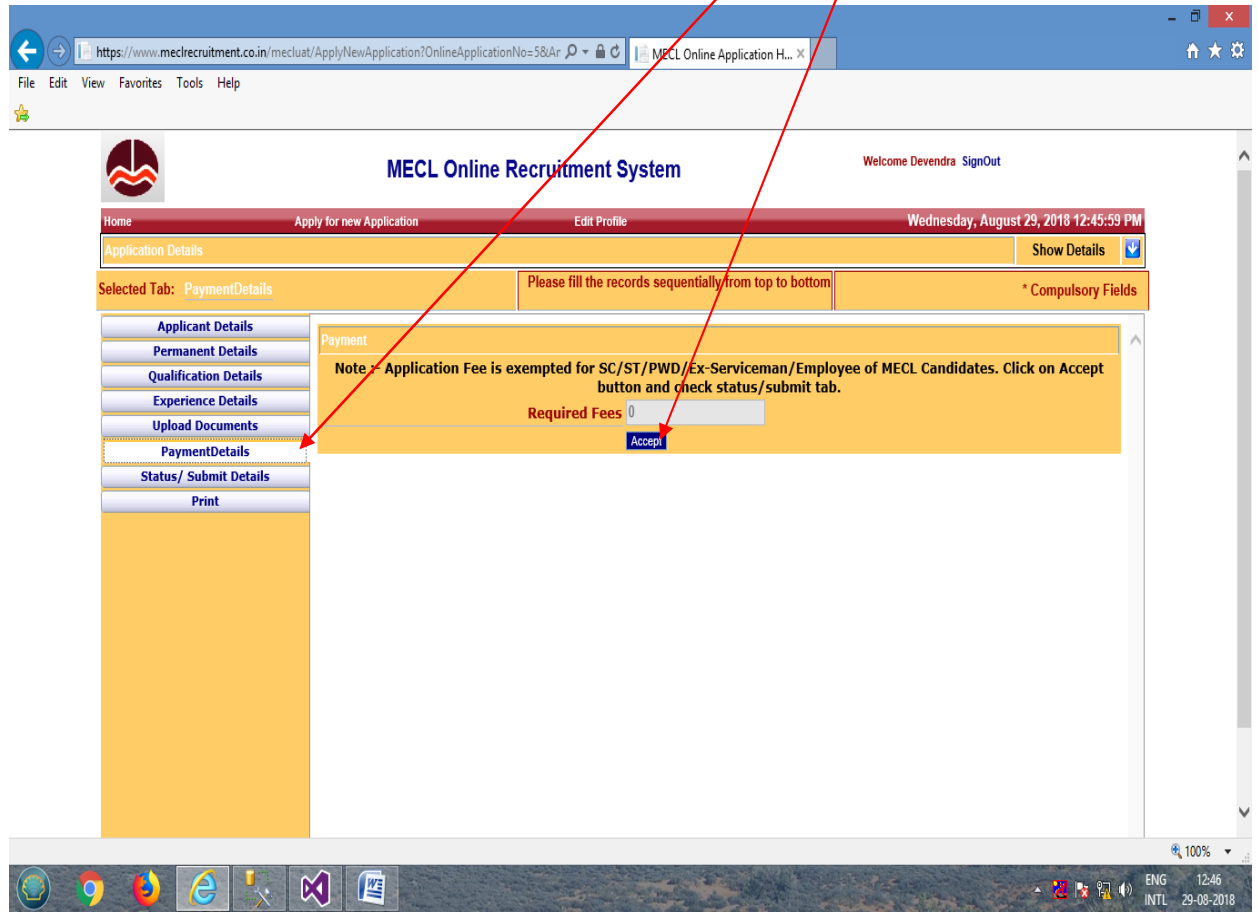 https://www.meclrecruitment.co.in/mecluat/ApplyNewApplication?OnlineApplicationNo=5&Ar
MECL Online Application H...
File Edit View Favorites Tools Help
MECL Online Recruitment System
Welcome Devendra SignOut
Home Apply for new Application Edit Profile Wednesday, August 29, 2018 12:45:59 PM
Application Details Show Details
Selected Tab: PaymentDetails Please fill the records sequentially from top to bottom * Compulsory Fields
Applicant Details
Permanent Details
Qualification Details
Experience Details
Upload Documents
PaymentDetails
Status/ Submit Details
Print
Payment
Note :- Application Fee is exempted for SC/ST/PWD/Ex-Serviceman/Employee of MECL Candidates. Click on Accept
button and check status/submit tab.
Required Fees 0
Accept
100%
ENG 12:46
INTL 29-08-2018